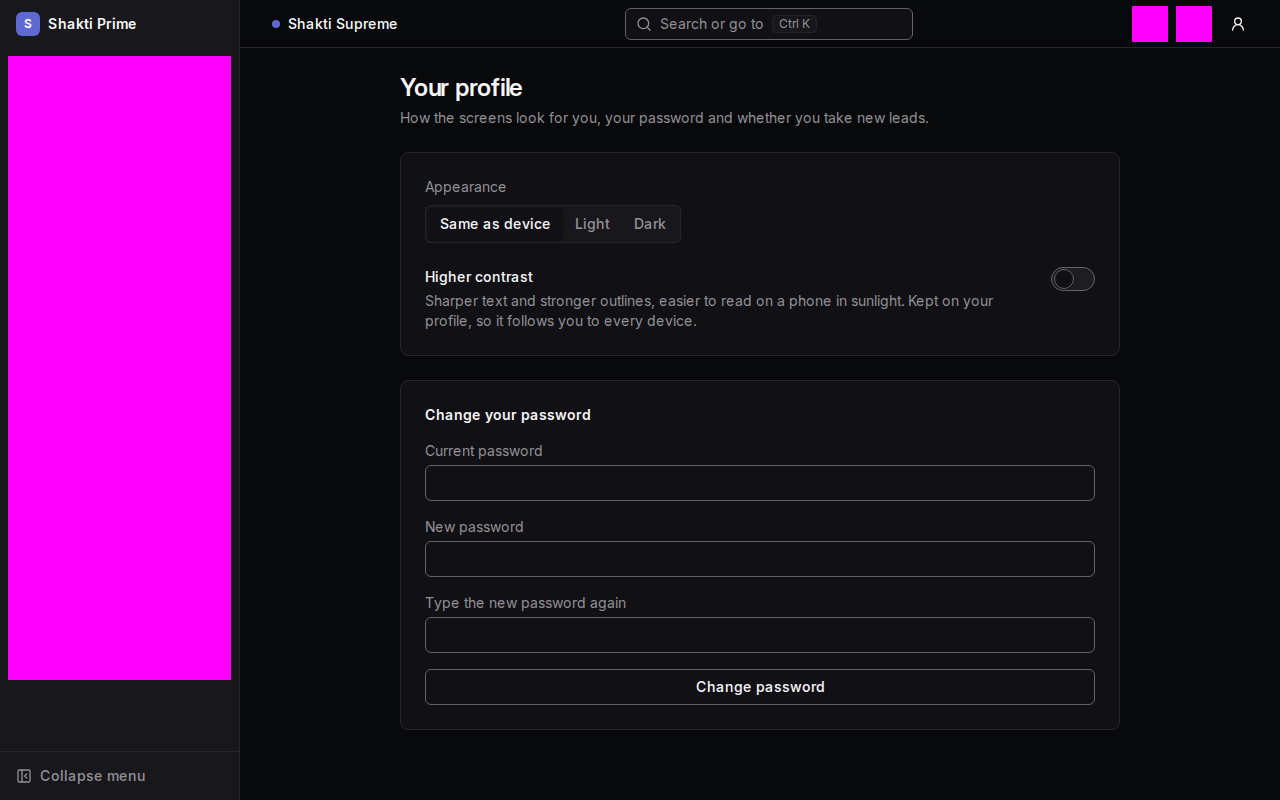 S Shakti Prime
Shakti Supreme
Search or go to Ctrl K
Your profile
How the screens look for you, your password and whether you take new leads.
Appearance
Same as device Light Dark
Higher contrast
Sharper text and stronger outlines, easier to read on a phone in sunlight. Kept on your
profile, so it follows you to every device.
Change your password
Current password
New password
Type the new password again
Change password
Collapse menu